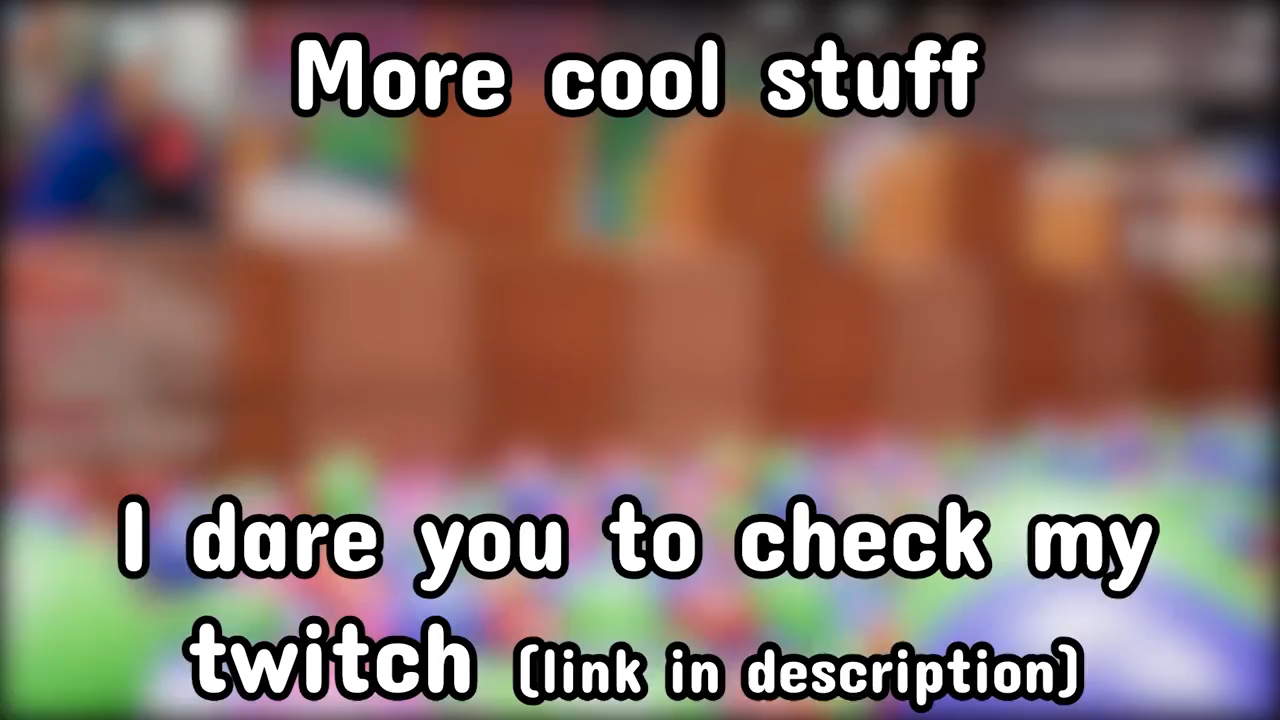 More cool stuff
I dare you to check my
twitch (link in description)